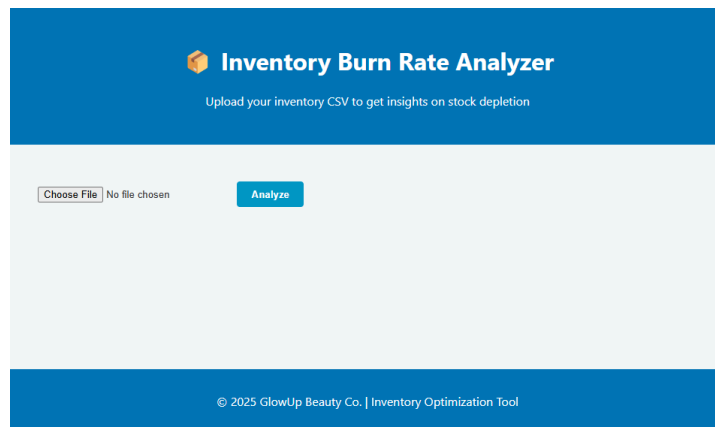 Inventory Burn Rate Analyzer
Upload your inventory CSV to get insights on stock depletion
Choose File No file chosen Analyze
© 2025 GlowUp Beauty Co. | Inventory Optimization Tool